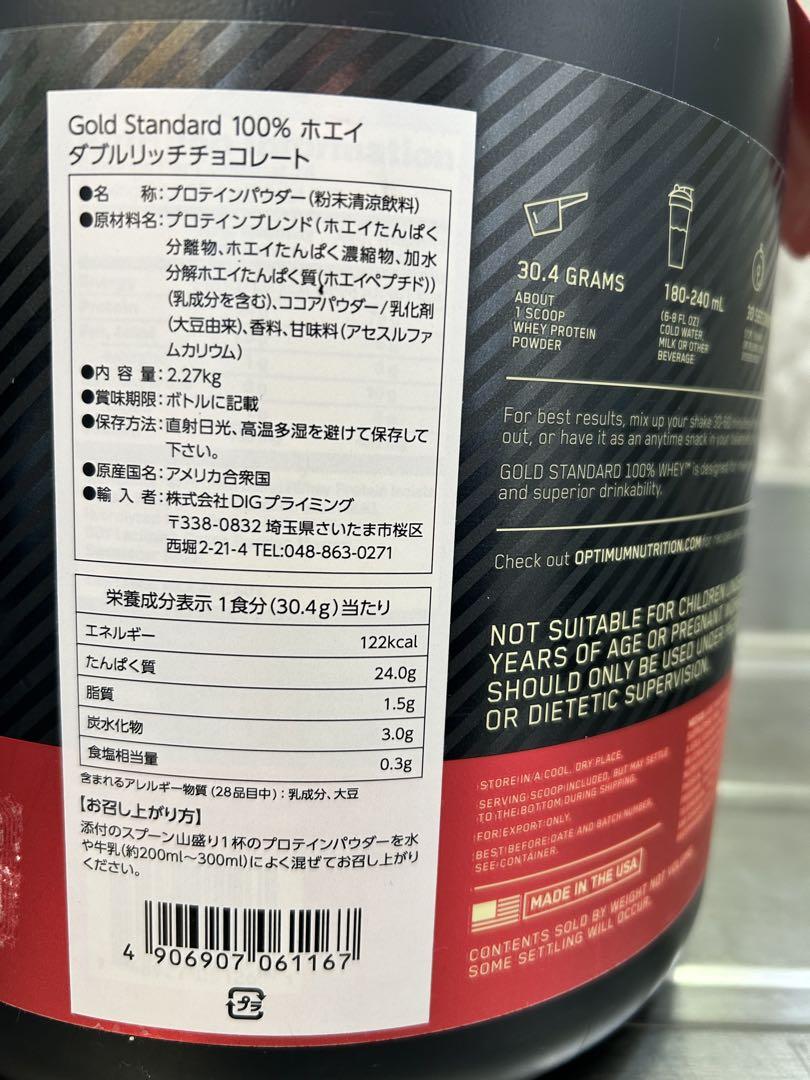 Gold Standard 100% ホエイ
ダブルリッチチョコレート
●名　　称：プロテインパウダー（粉末清涼飲料）
●原材料名：プロテインブレンド（ホエイたんぱく
分離物、ホエイたんぱく濃縮物、加水
分解ホエイたんぱく質（ホエイペプチド））
（乳成分を含む）、ココアパウダー/乳化剤
（大豆由来）、香料、甘味料（アセスルファ
ムカリウム）
●内 容 量：2.27kg
●賞味期限：ボトルに記載
●保存方法：直射日光、高温多湿を避けて保存して
下さい。
●原産国名：アメリカ合衆国
●輸 入 者：株式会社DIGプライミング
〒338-0832 埼玉県さいたま市桜区
西堀2-21-4 TEL:048-863-0271
栄養成分表示 1食分（30.4g）当たり
エネルギー 122kcal
たんぱく質 24.0g
脂質 1.5g
炭水化物 3.0g
食塩相当量 0.3g
含まれるアレルギー物質（28品目中）：乳成分、大豆
【お召し上がり方】
添付のスプーン山盛り1杯のプロテインパウダーを水
や牛乳（約200ml～300ml）によく混ぜてお召し上がり
ください。
4 906907 061167
プラ
30.4 GRAMS
ABOUT
1 SCOOP
WHEY PROTEIN
POWDER
180-240 mL
(6-8 FL OZ)
COLD WATER,
MILK OR OTHER
BEVERAGE
30
For best results, mix up your shake 30-60
out, or have it as an anytime snack in your
GOLD STANDARD 100% WHEY™ is designed for
and superior drinkability.
Check out OPTIMUMNUTRITION.COM for
NOT SUITABLE FOR CHILDREN
YEARS OF AGE OR PREGNANT
SHOULD ONLY BE USED UNDER
OR DIETETIC SUPERVISION.
STORE IN A COOL, DRY PLACE.
SERVING SCOOP INCLUDED, BUT MAY SETTLE
TO THE BOTTOM DURING SHIPPING.
FOR EXPORT ONLY.
BEST BEFORE DATE AND BATCH NUMBER,
SEE CONTAINER.
MADE IN THE USA
CONTENTS SOLD BY WEIGHT NOT VOLUME.
SOME SETTLING WILL OCCUR.